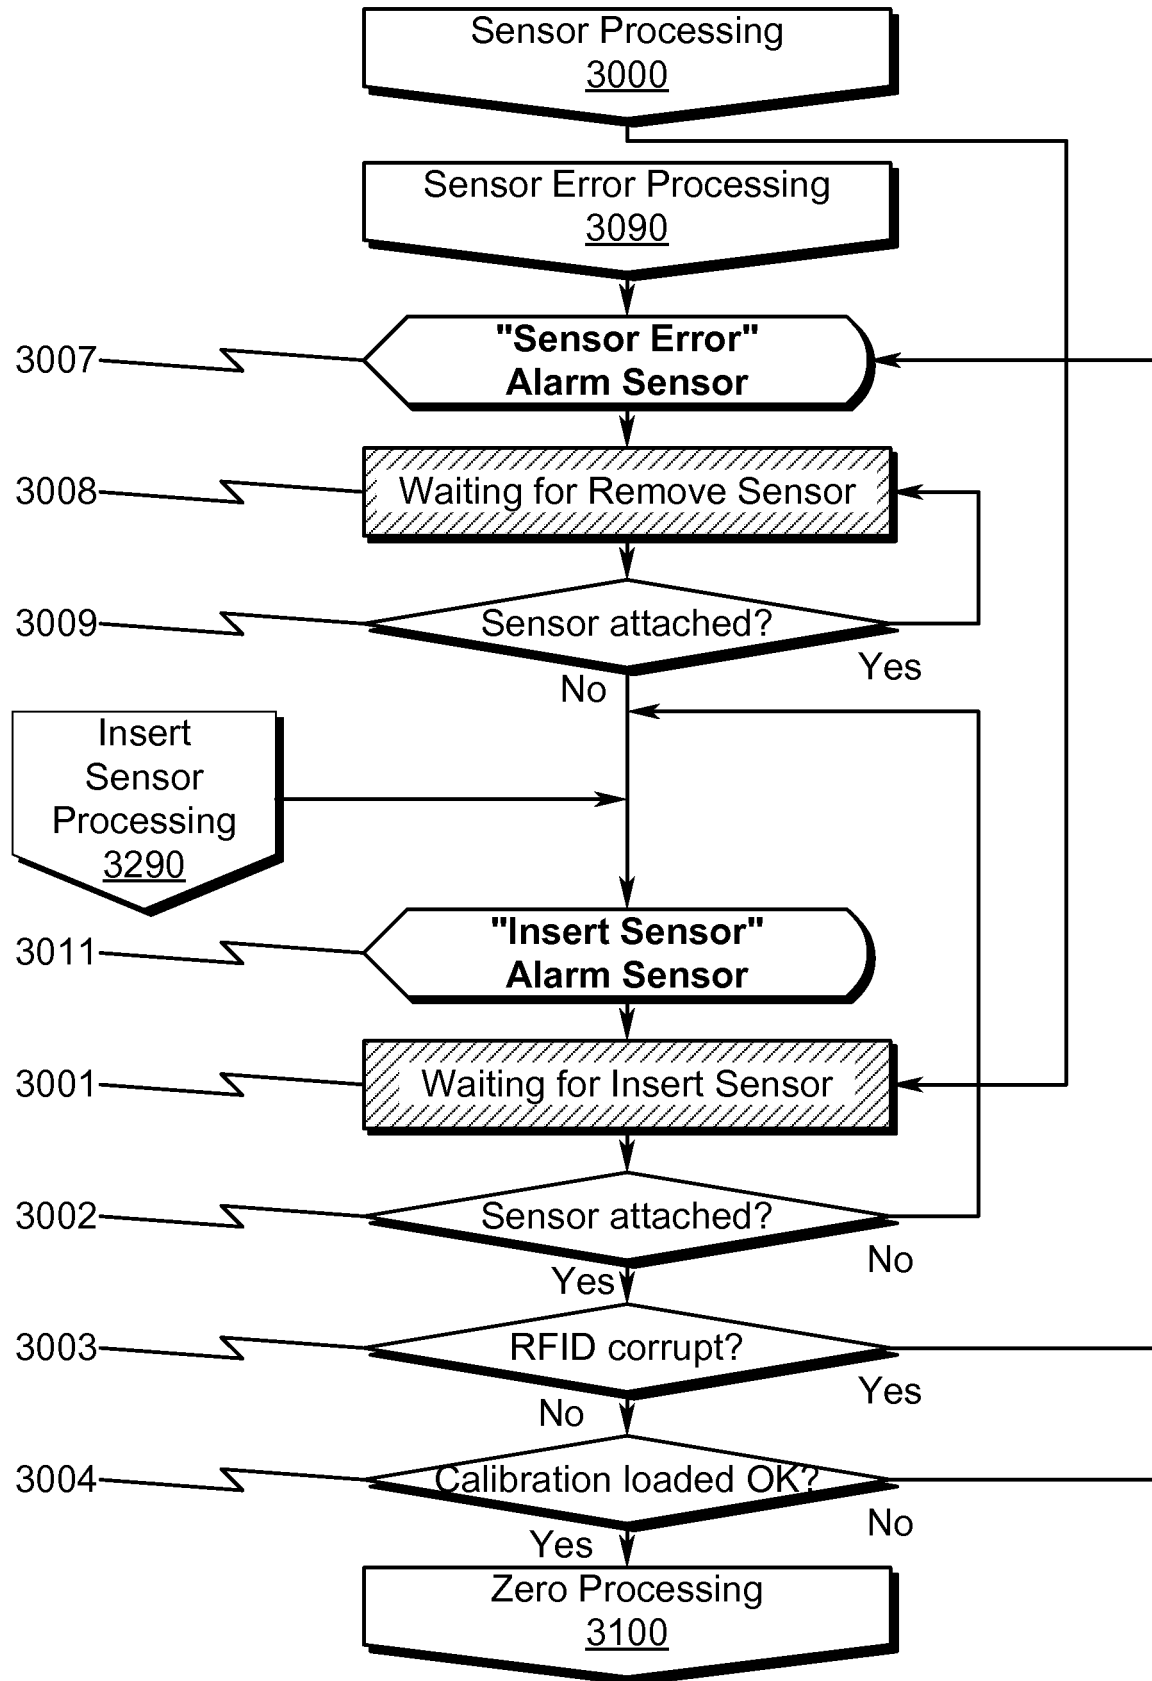 Sensor Processing
3000
Sensor Error Processing
3090
3007
"Sensor Error"
Alarm Sensor
3008
Waiting for Remove Sensor
3009
Sensor attached?
Yes
No
Insert
Sensor
Processing
3290
3011
"Insert Sensor"
Alarm Sensor
3001
Waiting for Insert Sensor
3002
Sensor attached?
No
Yes
3003
RFID corrupt?
Yes
No
3004
Calibration loaded OK?
No
Yes
Zero Processing
3100